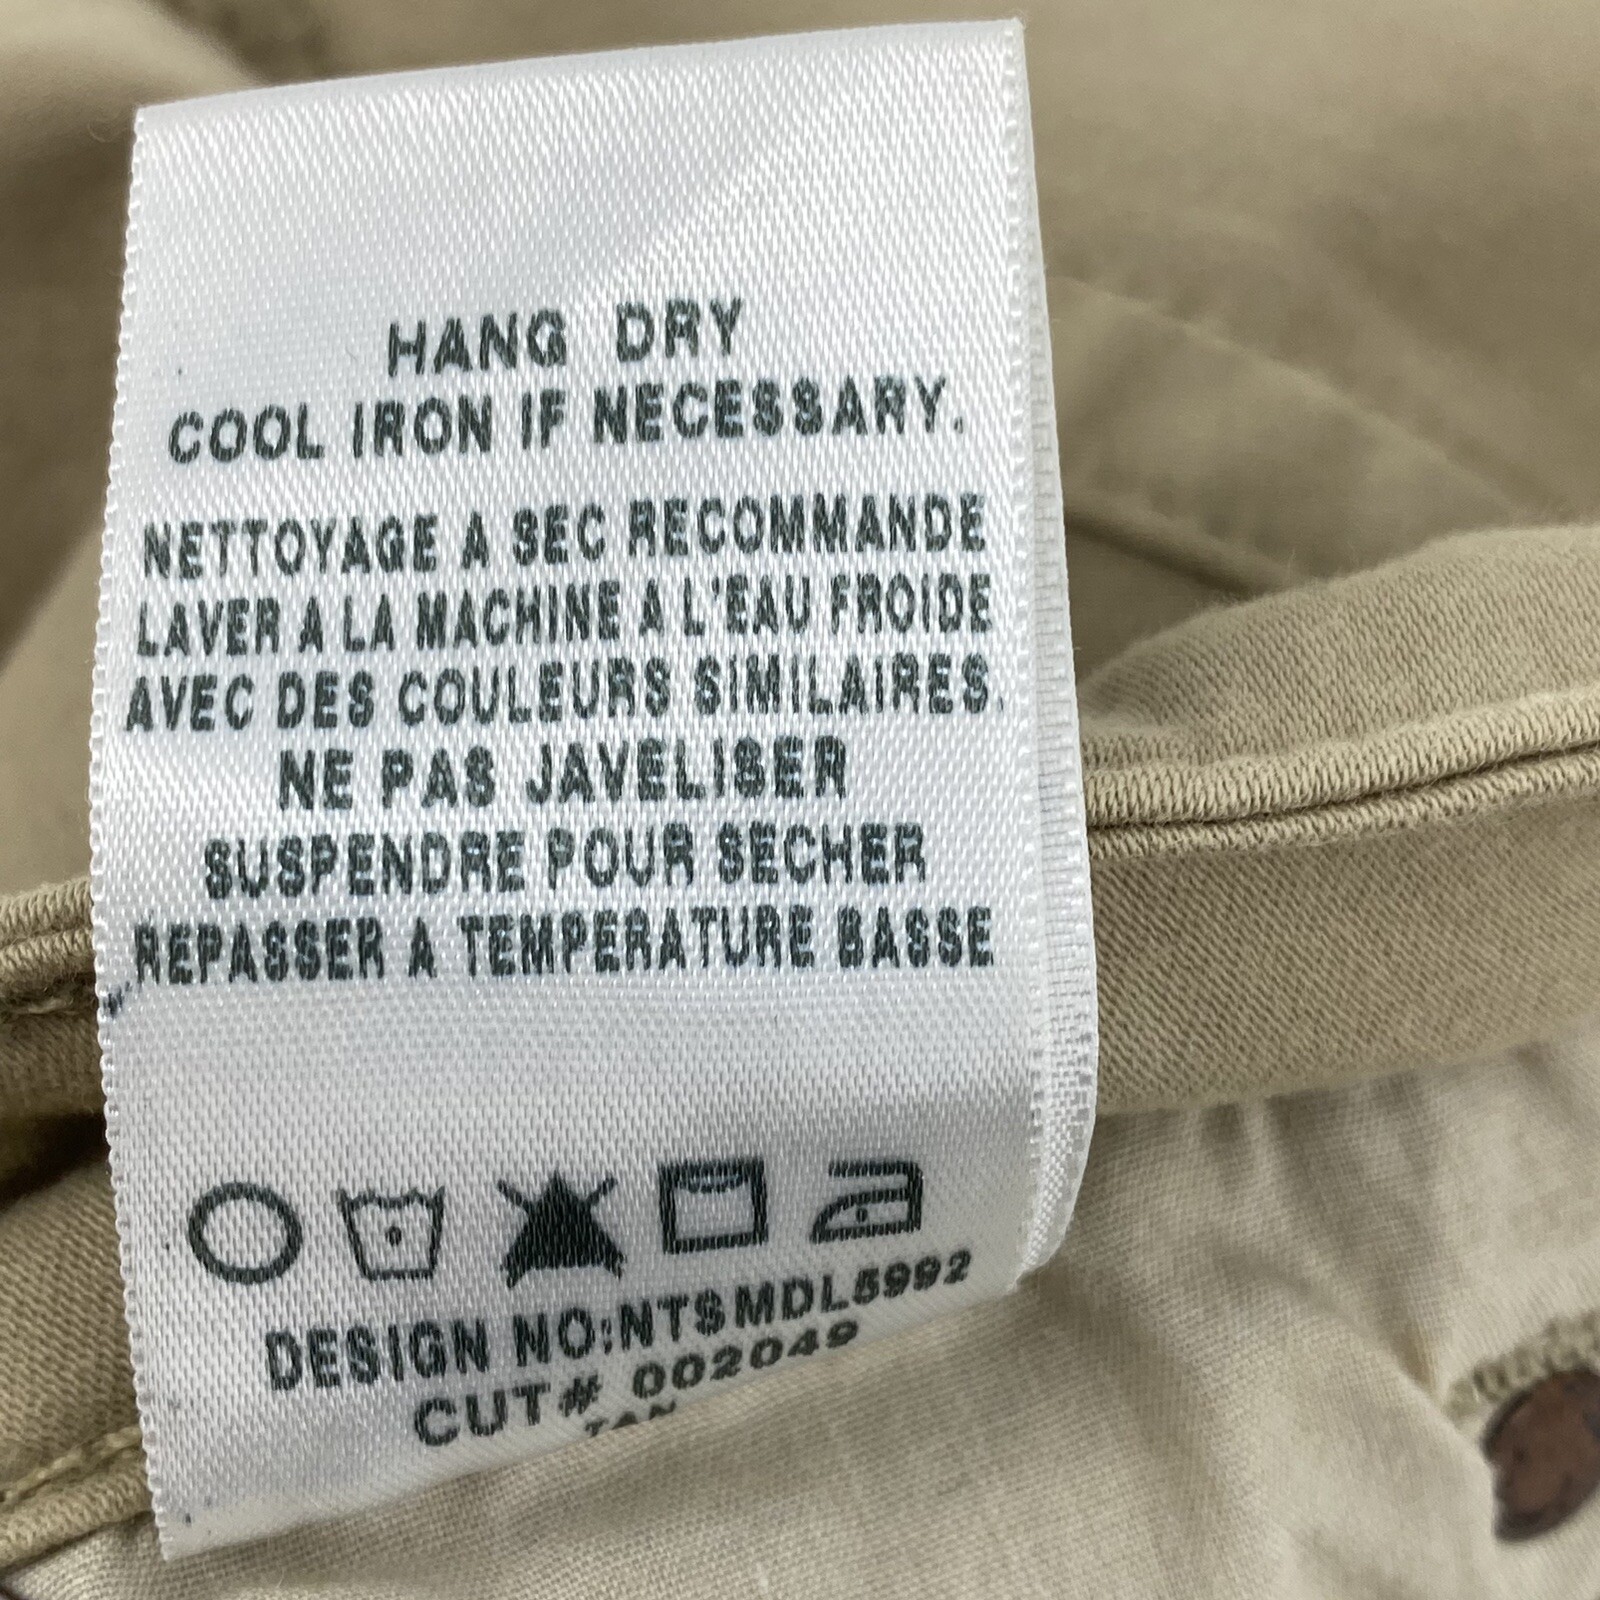 HANG DRY
COOL IRON IF NECESSARY.
NETTOYAGE A SEC RECOMMANDE
LAVER A LA MACHINE A L'EAU FROIDE
AVEC DES COULEURS SIMILAIRES.
NE PAS JAVELISER
SUSPENDRE POUR SECHER
REPASSER A TEMPERATURE BASSE
DESIGN NO:NTSMDL5992
CUT# 002049
TAN